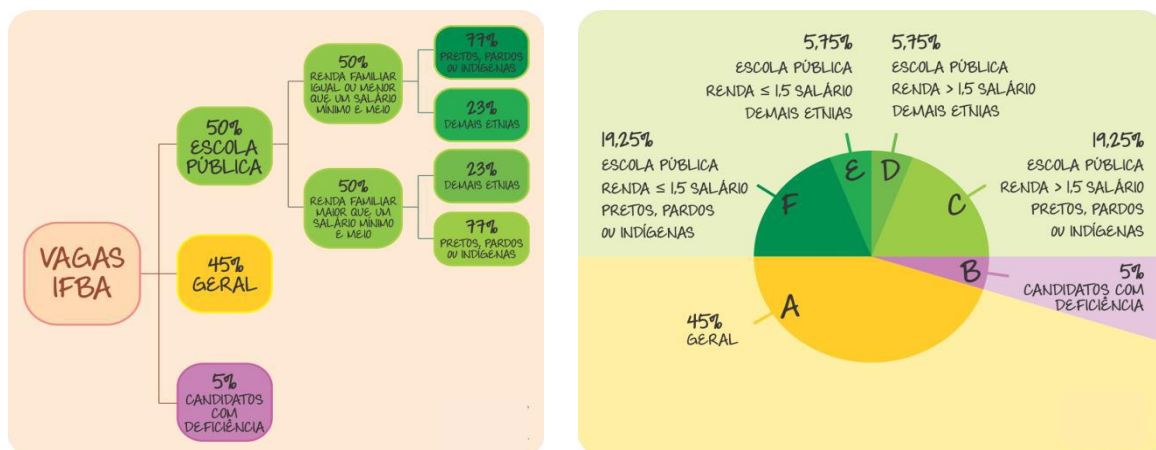 VAGAS
IFBA
50%
ESCOLA
PÚBLICA
45%
GERAL
5%
CANDIDATOS
COM
DEFICIÊNCIA
50%
RENDA FAMILIAR
IGUAL OU MENOR
QUE UM SALÁRIO
MÍNIMO E MEIO
50%
RENDA FAMILIAR
MAIOR QUE UM
SALÁRIO MÍNIMO
E MEIO
77%
PRETOS, PARDOS
OU INDÍGENAS
23%
DEMAIS ETNIAS
23%
DEMAIS ETNIAS
77%
PRETOS, PARDOS
OU INDÍGENAS
5,75%
ESCOLA PÚBLICA
RENDA ≤ 1,5 SALÁRIO
DEMAIS ETNIAS
5,75%
ESCOLA PÚBLICA
RENDA > 1,5 SALÁRIO
DEMAIS ETNIAS
19,25%
ESCOLA PÚBLICA
RENDA ≤ 1,5 SALÁRIO
PRETOS, PARDOS
OU INDÍGENAS
19,25%
ESCOLA PÚBLICA
RENDA > 1,5 SALÁRIO
PRETOS, PARDOS
OU INDÍGENAS
F
E
D
C
B
A
5%
CANDIDATOS COM
DEFICIÊNCIA
45%
GERAL